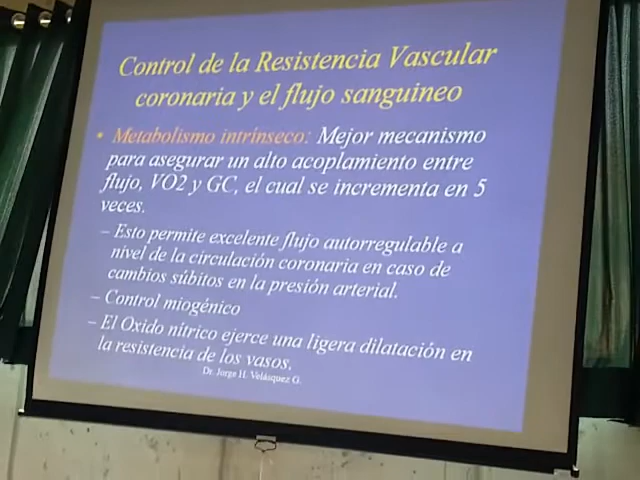 Control de la Resistencia Vascular
coronaria y el flujo sanguineo
• Metabolismo intrínseco: Mejor mecanismo
para asegurar un alto acoplamiento entre
flujo, VO2 y GC, el cual se incrementa en 5
veces.
– Esto permite excelente flujo autorregulable a
nivel de la circulación coronaria en caso de
cambios súbitos en la presión arterial.
– Control miogénico
– El Oxido nítrico ejerce una ligera dilatación en
la resistencia de los vasos.
Dr. Jorge H. Velásquez G.